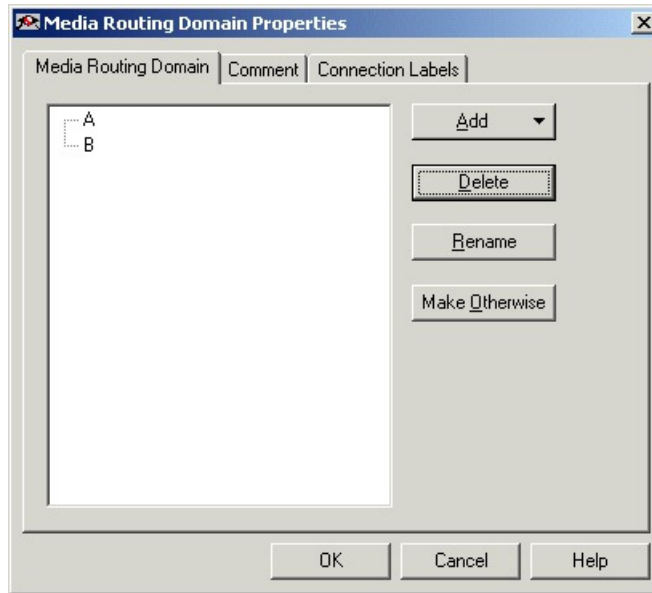 Media Routing Domain Properties
Media Routing Domain
Comment
Connection Labels
A
B
Add
Delete
Rename
Make Otherwise
OK
Cancel
Help